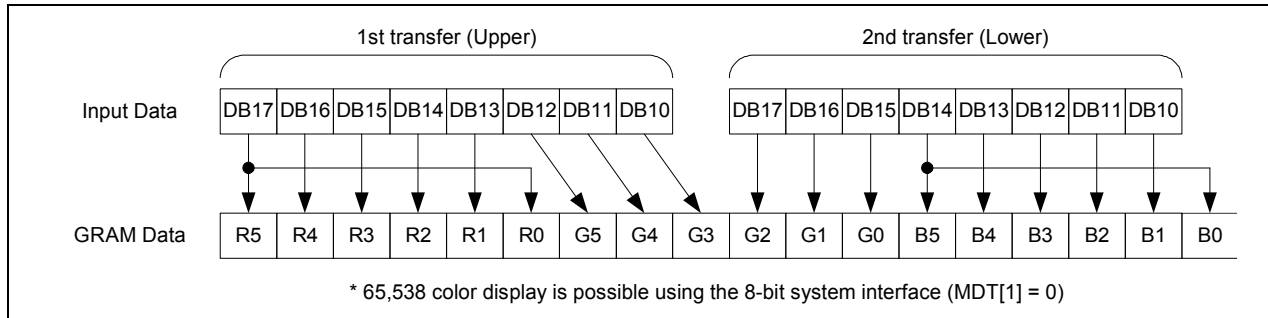 1st transfer (Upper) 2nd transfer (Lower)
Input Data DB17 DB16 DB15 DB14 DB13 DB12 DB11 DB10 DB17 DB16 DB15 DB14 DB13 DB12 DB11 DB10
GRAM Data R5 R4 R3 R2 R1 R0 G5 G4 G3 G2 G1 G0 B5 B4 B3 B2 B1 B0
* 65,538 color display is possible using the 8-bit system interface (MDT[1] = 0)